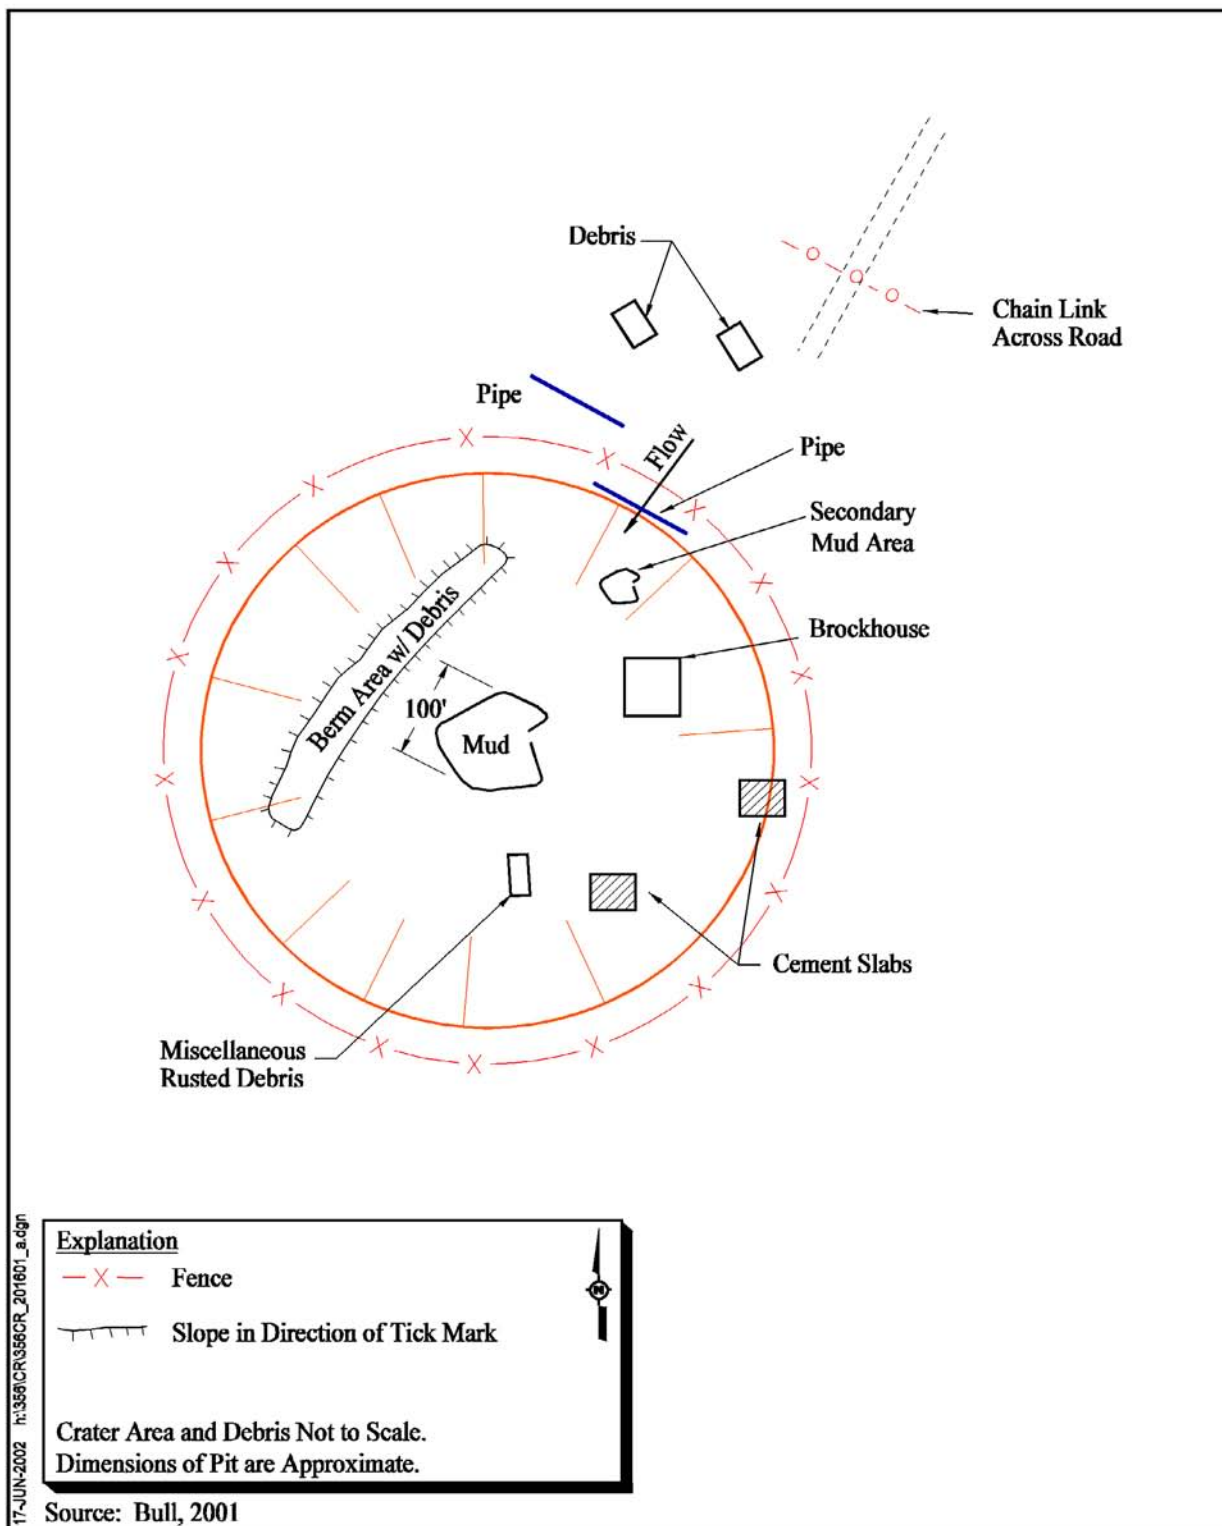 Debris
Chain Link
Across Road
Pipe
Flow
Pipe
Secondary
Mud Area
Berm Area w/ Debris
Brockhouse
100'
Mud
Cement Slabs
Miscellaneous
Rusted Debris
Explanation
X Fence
N
Slope in Direction of Tick Mark
Crater Area and Debris Not to Scale.
Dimensions of Pit are Approximate.
17-JUN-2002 h:\356\CR\356CR_201601_a.dgn
Source: Bull, 2001